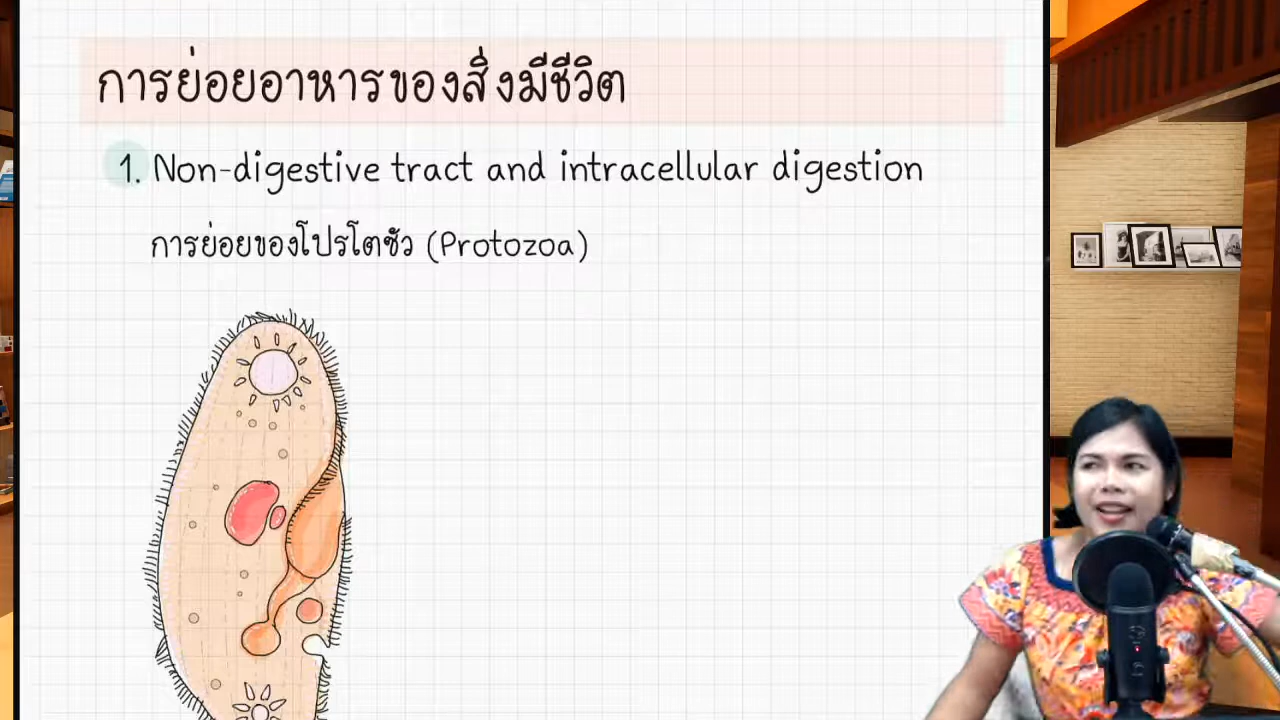 การย่อยอาหารของสิ่งมีชีวิต
1. Non-digestive tract and intracellular digestion
การย่อยของโปรโตซัว (Protozoa)